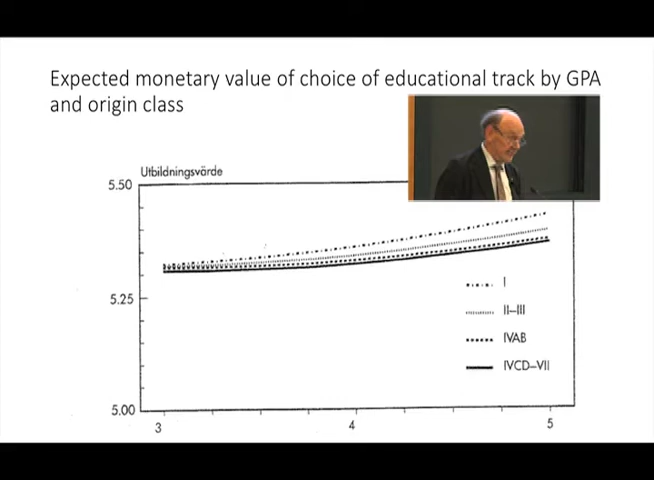 Expected monetary value of choice of educational track by GPA
and origin class
Utbildningsvärde
5.50
5.25
5.00
3
4
5
I
II–III
IVAB
IVCD–VII